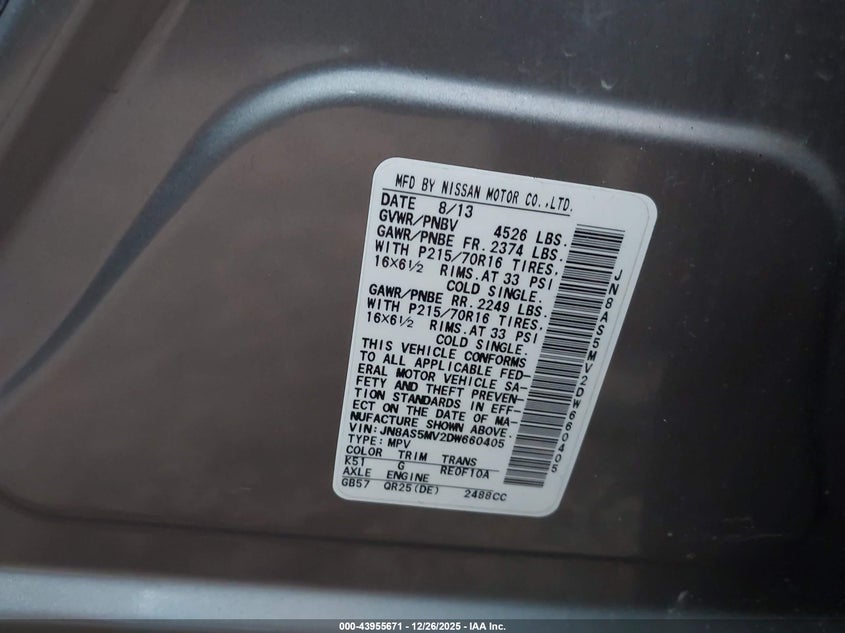 MFD BY NISSAN MOTOR CO.,LTD.
DATE 8/13
GVWR/PNBV 4526 LBS.
GAWR/PNBE FR. 2374 LBS.
WITH P215/70R16 TIRES,
16×6½ RIMS.AT 33 PSI
COLD SINGLE.
GAWR/PNBE RR. 2249 LBS.
WITH P215/70R16 TIRES,
16×6½ RIMS.AT 33 PSI
COLD SINGLE.
THIS VEHICLE CONFORMS
TO ALL APPLICABLE FED-
ERAL MOTOR VEHICLE SA-
FETY AND THEFT PREVEN-
TION STANDARDS IN EFF-
ECT ON THE DATE OF MA-
NUFACTURE SHOWN ABOVE.
VIN: JN8AS5MV2DW660405
TYPE: MPV
COLOR TRIM TRANS
K51 G RE0F10A
AXLE ENGINE
GB57 QR25(DE) 2488CC
JN8AS5MV2DW660405
000-43955671 - 12/26/2025 - IAA Inc.